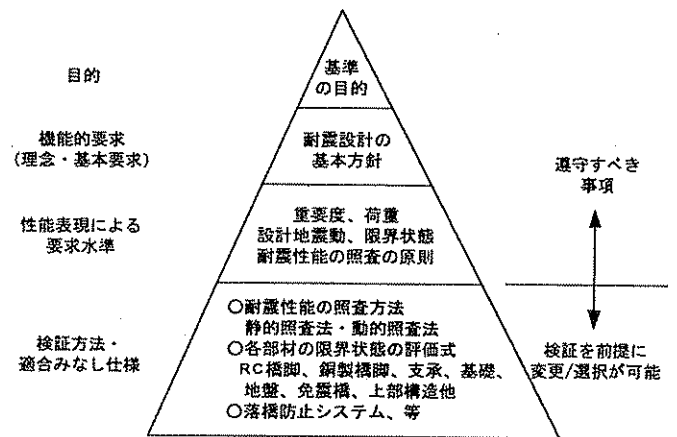 目的
基準
の目的
機能的要求
(理念・基本要求)
耐震設計の
基本方針
遵守すべき
事項
性能表現による
要求水準
重要度、荷重
設計地震動、限界状態
耐震性能の照査の原則
検証方法・
適合みなし仕様
○耐震性能の照査方法
静的照査法・動的照査法
○各部材の限界状態の評価式
RC橋脚、鋼製橋脚、支承、基礎、
地盤、免震橋、上部構造他
○落橋防止システム、等
検証を前提に
変更/選択が可能